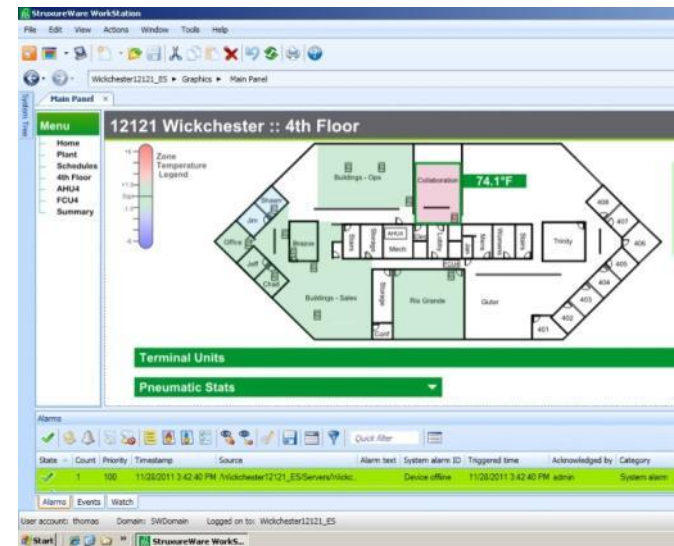 StruxureWare WorkStation
File Edit View Actions Window Tools Help
Wickchester12121_ES ▸ Graphics ▸ Main Panel
System Tree
Main Panel
Menu
Home
Plant
Schedules
4th Floor
AHU4
FCU4
Summary
12121 Wickchester :: 4th Floor
Zone
Temperature
Legend
Buildings - Ops
Collaboration
74.1°F
Shawn
Jim
Office
Jeff
Chad
Brazos
Stairs
Storage
AHU4
Mech
Elec
Lobby
Jan
Mens
Womens
Stairs
FCU4
Trinity
408
407
406
405
404
403
402
401
Buildings - Sales
Storage
Conf
Rio Grande
Outer
Terminal Units
Pneumatic Stats
Alarms
Quick filter
State Count Priority Timestamp Source Alarm text System alarm ID Triggered time Acknowledged by Category
1 100 11/28/2011 3:42:40 PM Device offline 11/28/2011 3:42:40 PM admin System alarm
Alarms Events Watch
User account: thomas Domain: SWDomain Logged on to: Wickchester12121_ES
Start StruxureWare WorkS...